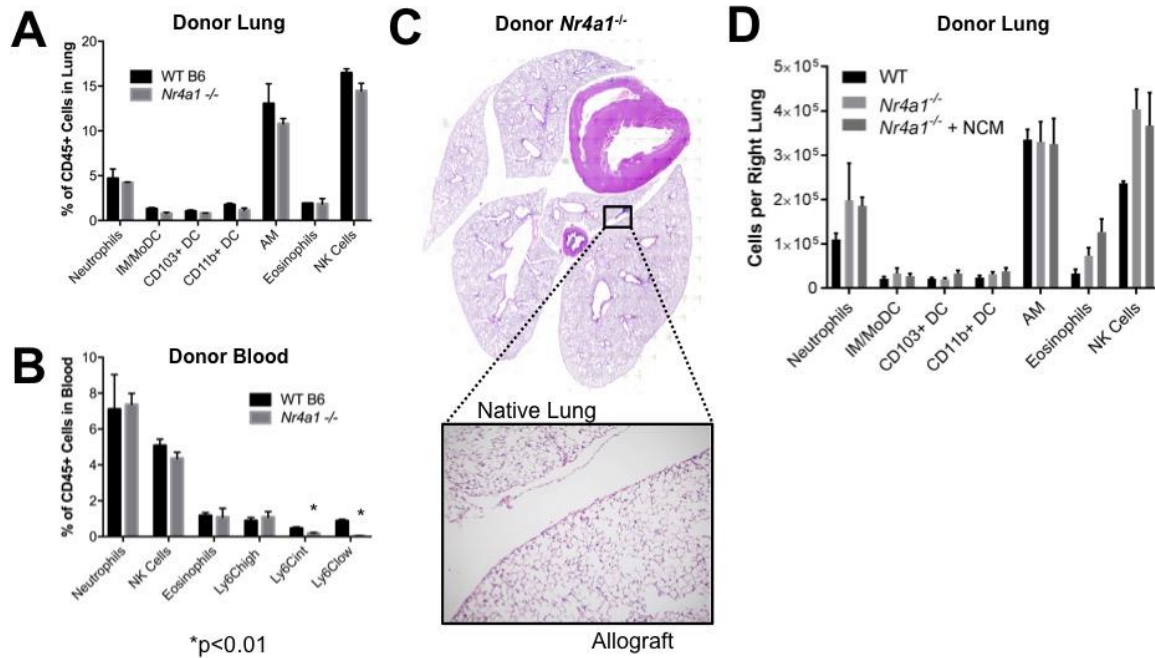 A
Donor Lung
% of CD45+ Cells in Lung
20
15
10
5
0
WT B6
Nr4a1 -/-
Neutrophils
IM/MoDC
CD103+ DC
CD11b+ DC
AM
Eosinophils
NK Cells
B
Donor Blood
% of CD45+ Cells in Blood
10
8
6
4
2
0
WT B6
Nr4a1 -/-
*
*
Neutrophils
NK Cells
Eosinophils
Ly6Chigh
Ly6Cint
Ly6Clow
*p<0.01
C
Donor Nr4a1-/-
Native Lung
Allograft
D
Donor Lung
Cells per Right Lung
5×10⁵
4×10⁵
3×10⁵
2×10⁵
1×10⁵
0
WT
Nr4a1-/-
Nr4a1-/- + NCM
Neutrophils
IM/MoDC
CD103+ DC
CD11b+ DC
AM
Eosinophils
NK Cells